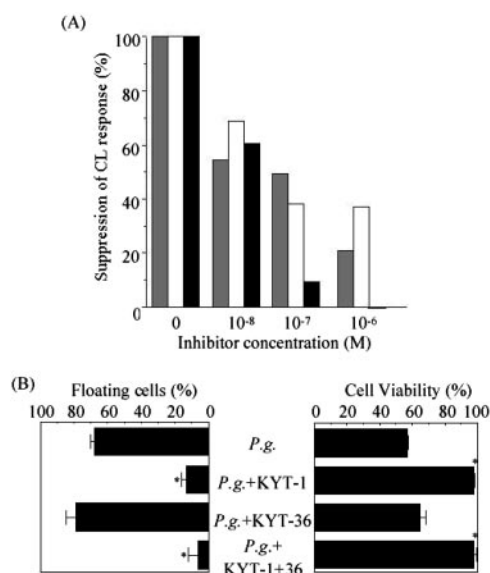 (A)
Suppression of CL response (%)
100
80
60
40
20
0
0 10-8 10-7 10-6
Inhibitor concentration (M)
(B)
Floating cells (%) Cell Viability (%)
100 80 60 40 20 0 0 20 40 60 80 100
P.g.
* P.g.+KYT-1 *
P.g.+KYT-36
* P.g.+ *
KYT-1+36